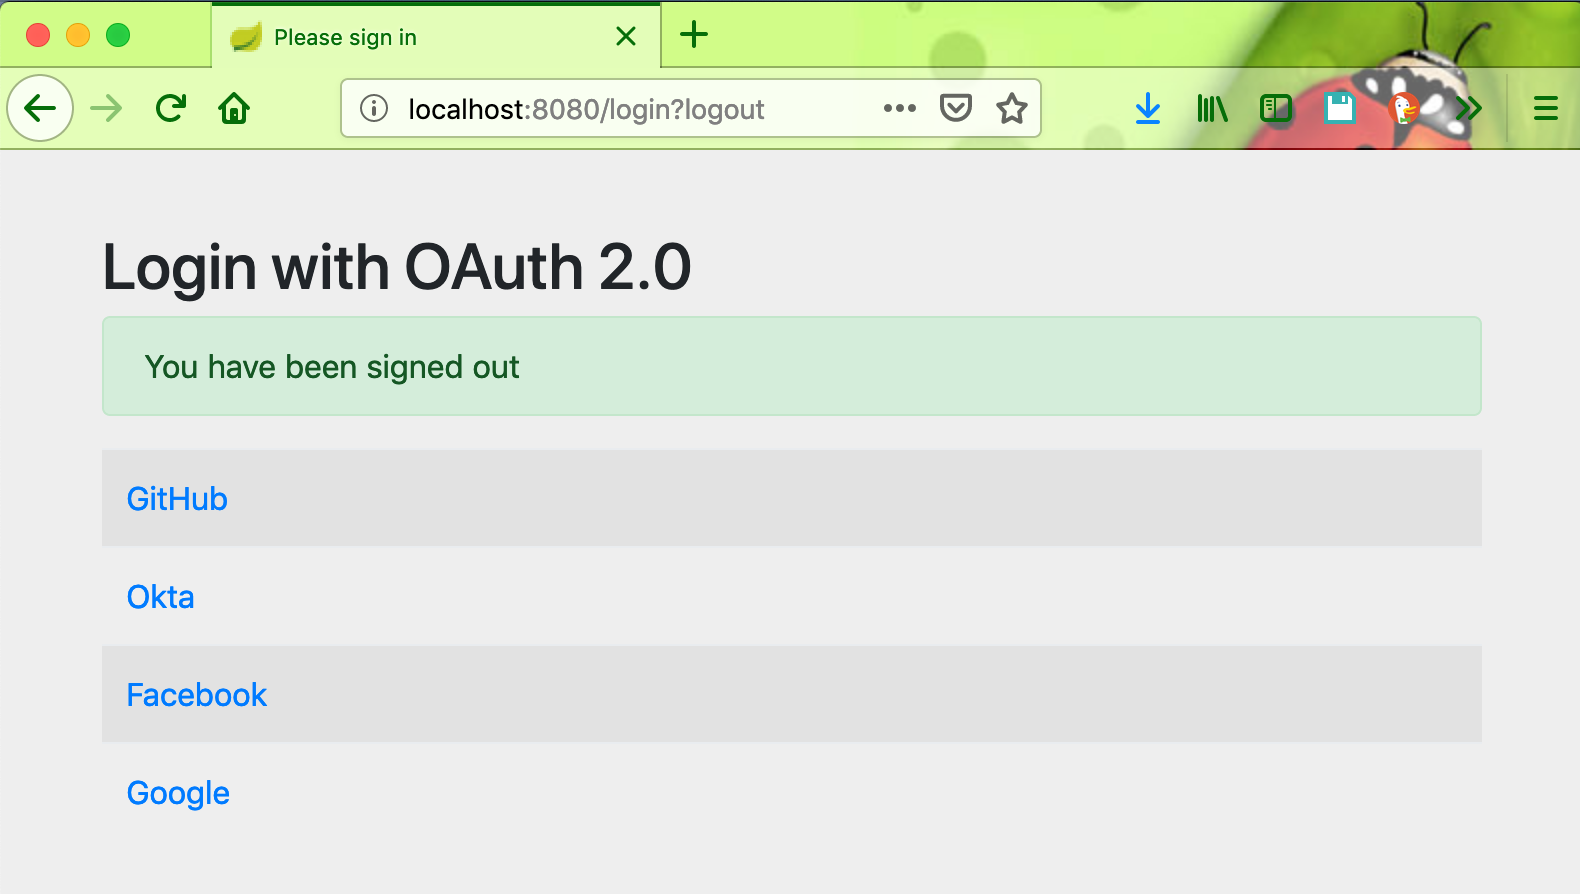 Please sign in
localhost:8080/login?logout
Login with OAuth 2.0
You have been signed out
GitHub
Okta
Facebook
Google